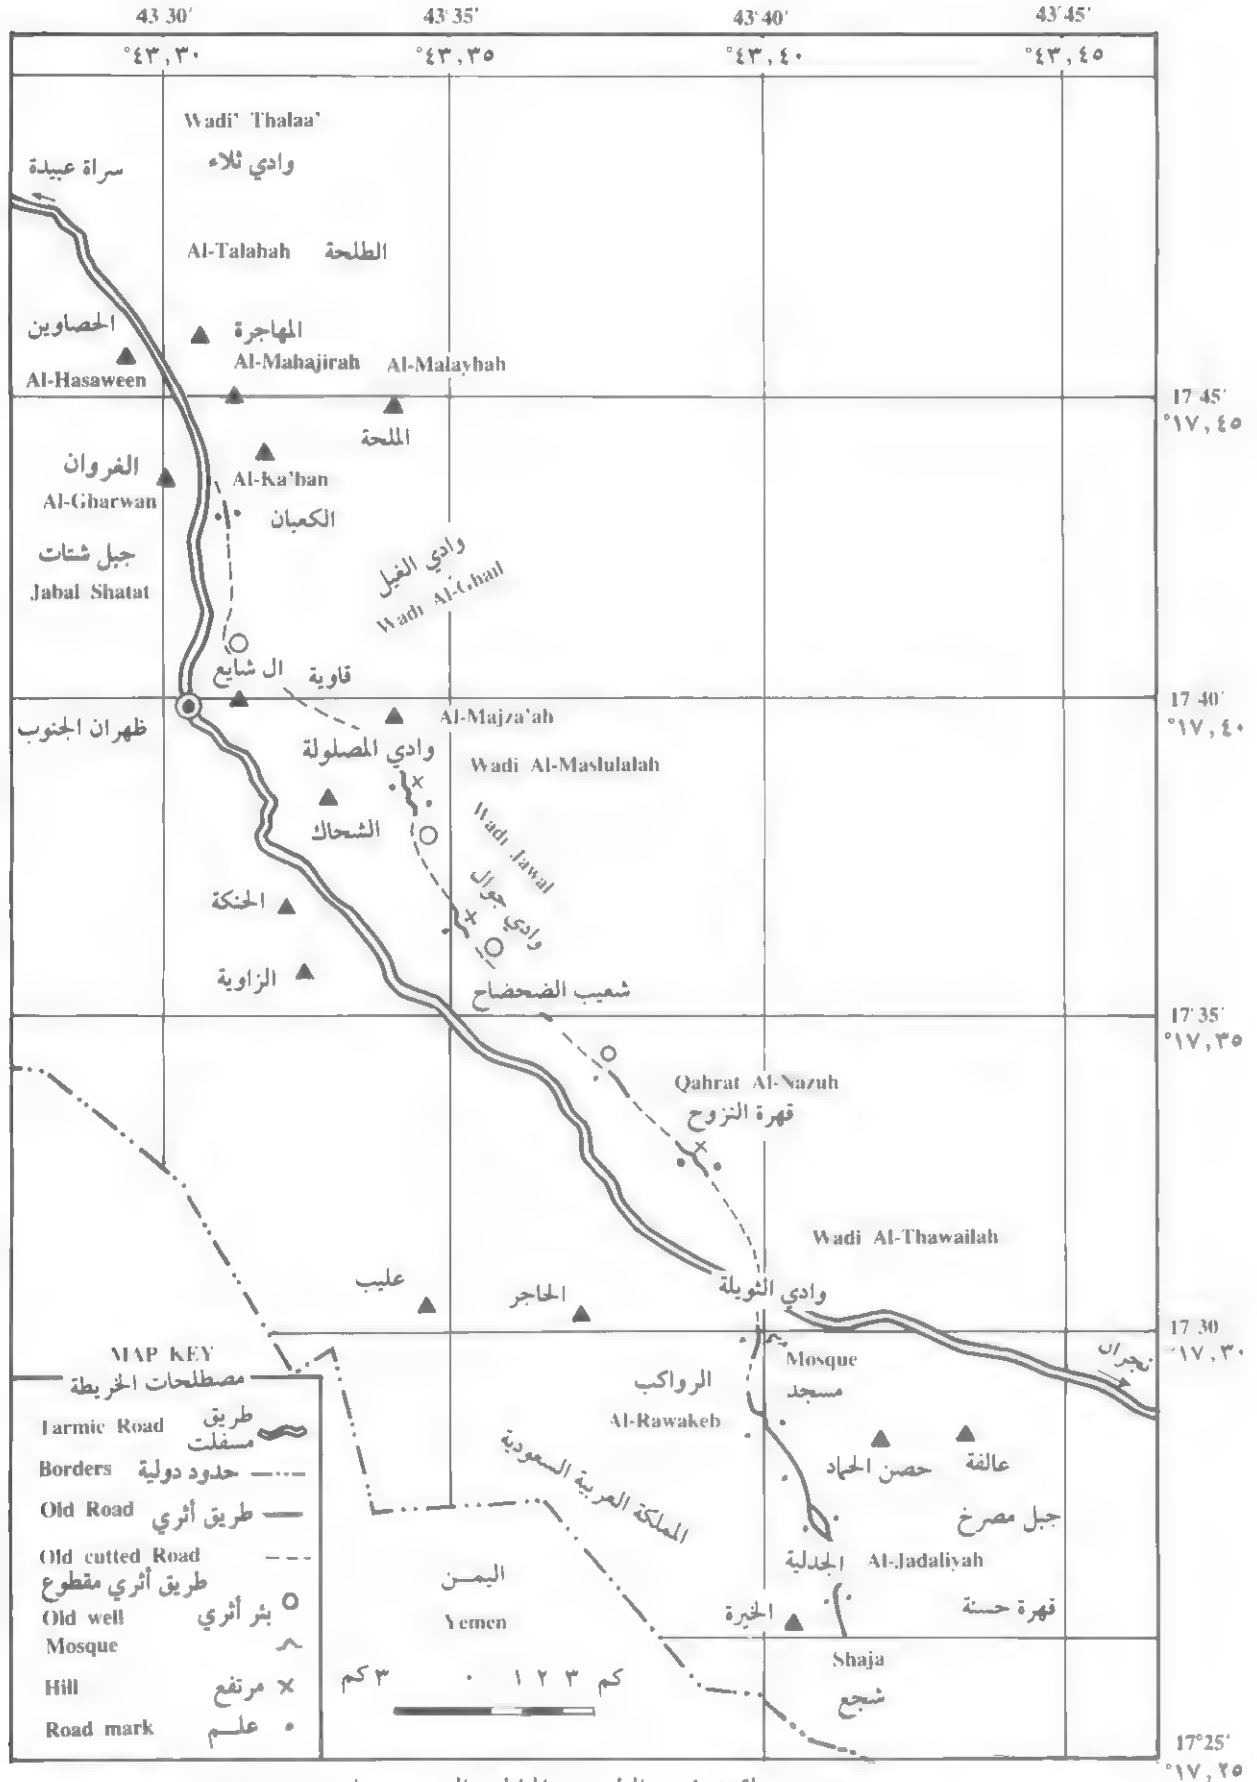 43°30' 43°35' 43°40' 43°45'
°٤٣,٣٠ °٤٣,٣٥ °٤٣,٤٠ °٤٣,٤٥
Wadi' Thalaa'
وادي ثلاء
سراة عبيدة
Al-Talahah الطلحة
الحصاوين
المهاجرة
Al-Mahajirah Al-Malayhah
Al-Hasaween
17°45'
°١٧,٤٥
الملحة
الغروان
Al-Gharwan
Al-Ka'ban
الكعبان
جبل شتات
Jabal Shatat
وادي الغيل
Wadi Al-Ghail
ال شايع
قاوية
17°40'
°١٧,٤٠
Al-Majza'ah
ظهران الجنوب
وادي المصلولة
Wadi Al-Maslulalah
الشحاك
Wadi Jawal
وادي جوال
الحنكة
الزاوية
شعيب الضحضاح
17°35'
°١٧,٣٥
Qahrat Al-Nazuh
قهرة النزوح
Wadi Al-Thawailah
وادي الثويلة
عليب
الحاجر
17°30
°١٧,٣٠
نجران
Mosque
مسجد
الرواكب
Al-Rawakeb
المملكة العربية السعودية
حصن الحماد
عالفة
جبل مصرخ
الجدلية Al-Jadaliyah
قهرة حسنة
الخيرة
اليمـــن
Yemen
Shaja
شجع
٣ كم ٠ ١ ٢ ٣ كم
17°25'
°١٧,٢٥
MAP KEY
مصطلحات الخريطة
Tarmic Road طريق مسفلت
Borders حدود دولية
Old Road طريق أثري
Old cutted Road
طريق أثري مقطوع
Old well بئر أثري
Mosque
Hill مرتفع
Road mark علـــم